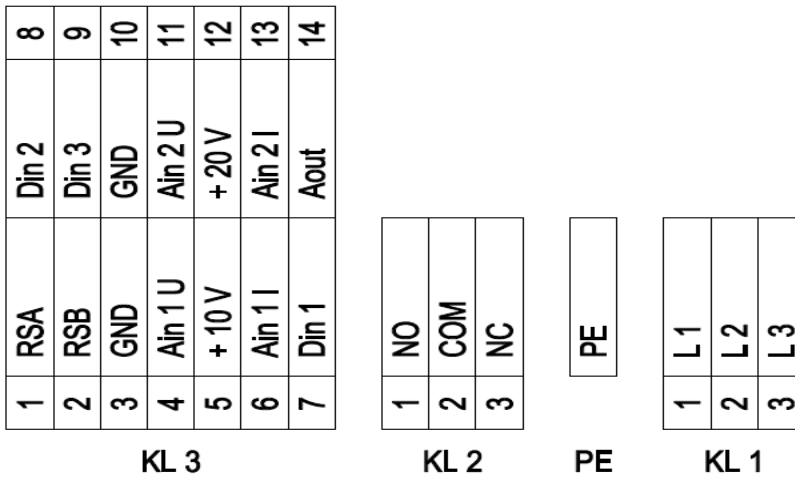 8 9 10 11 12 13 14
Din 2 Din 3 GND Ain 2 U + 20 V Ain 2 I Aout
RSA RSB GND Ain 1 U + 10 V Ain 1 I Din 1 NO COM NC PE L 1 L 2 L 3
1 2 3 4 5 6 7 1 2 3 1 2 3
KL 3 KL 2 PE KL 1